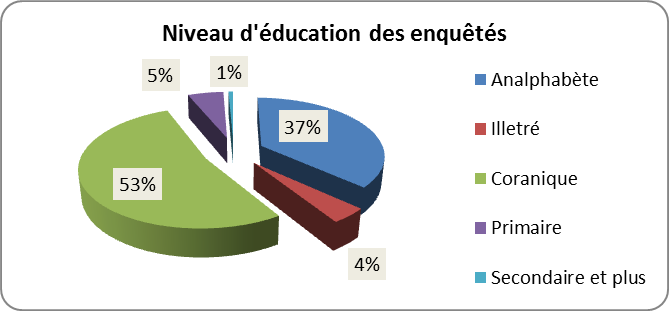 Niveau d'éducation des enquêtés
5%
1%
37%
53%
4%
Analphabète
Illetré
Coranique
Primaire
Secondaire et plus